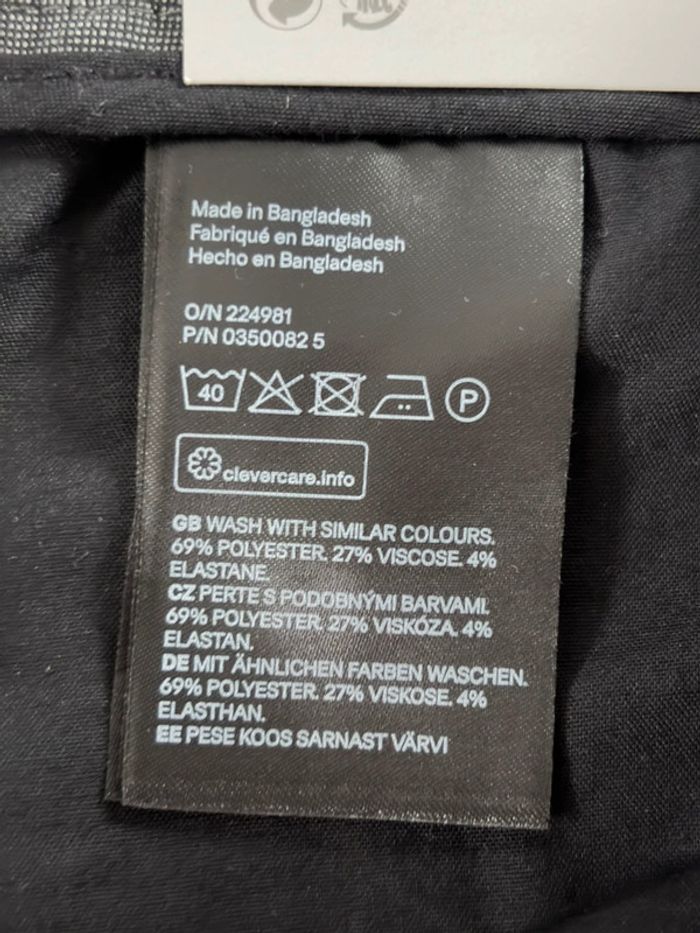 Made in Bangladesh
Fabriqué en Bangladesh
Hecho en Bangladesh
O/N 224981
P/N 0350082 5
40 P
clevercare.info
GB WASH WITH SIMILAR COLOURS.
69% POLYESTER. 27% VISCOSE. 4%
ELASTANE.
CZ PERTE S PODOBNÝMI BARVAMI.
69% POLYESTER. 27% VISKÓZA. 4%
ELASTAN.
DE MIT ÄHNLICHEN FARBEN WASCHEN.
69% POLYESTER. 27% VISKOSE. 4%
ELASTHAN.
EE PESE KOOS SARNAST VÄRVI